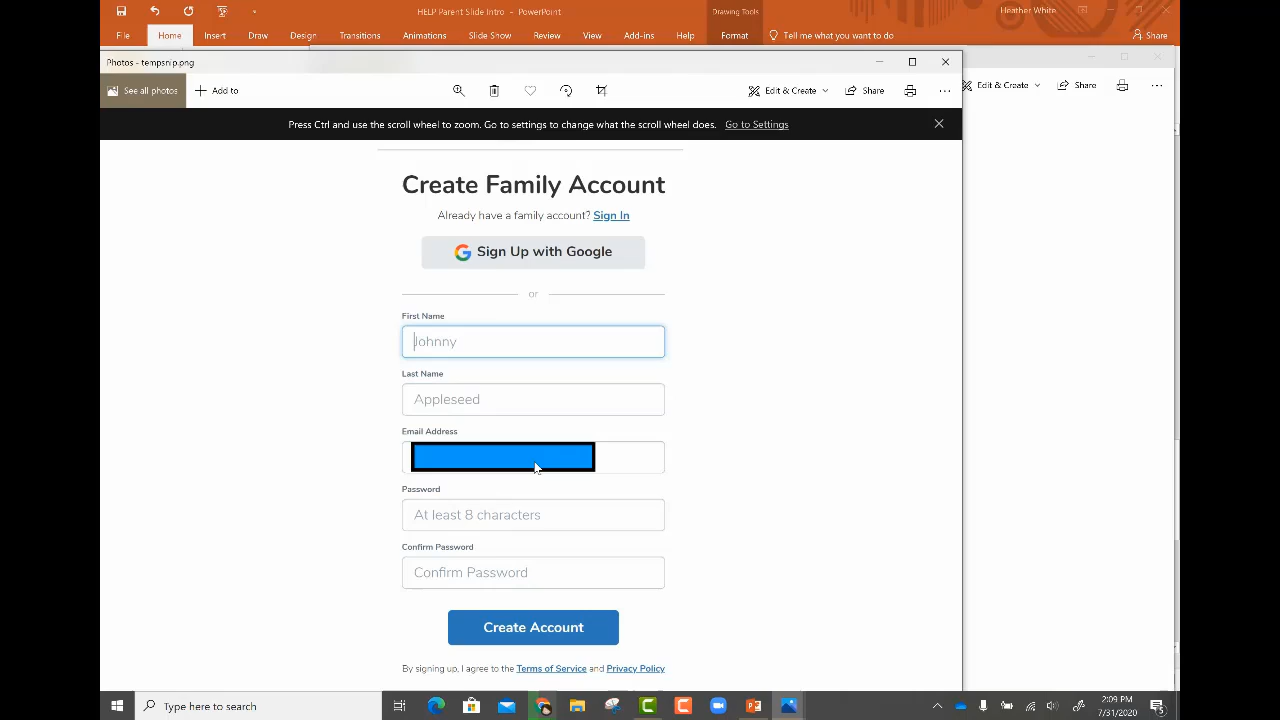 HELP Parent Slide Intro - PowerPoint
Drawing Tools
Heather White
File Home Insert Draw Design Transitions Animations Slide Show Review View Add-ins Help Format Tell me what you want to do Share
Photos - tempsnip.png
See all photos Add to Edit & Create Share Edit & Create Share
Press Ctrl and use the scroll wheel to zoom. Go to settings to change what the scroll wheel does. Go to Settings
Create Family Account
Already have a family account? Sign In
Sign Up with Google
or
First Name
Johnny
Last Name
Appleseed
Email Address
Password
At least 8 characters
Confirm Password
Confirm Password
Create Account
By signing up, I agree to the Terms of Service and Privacy Policy
Type here to search
2:09 PM
7/31/2020
5